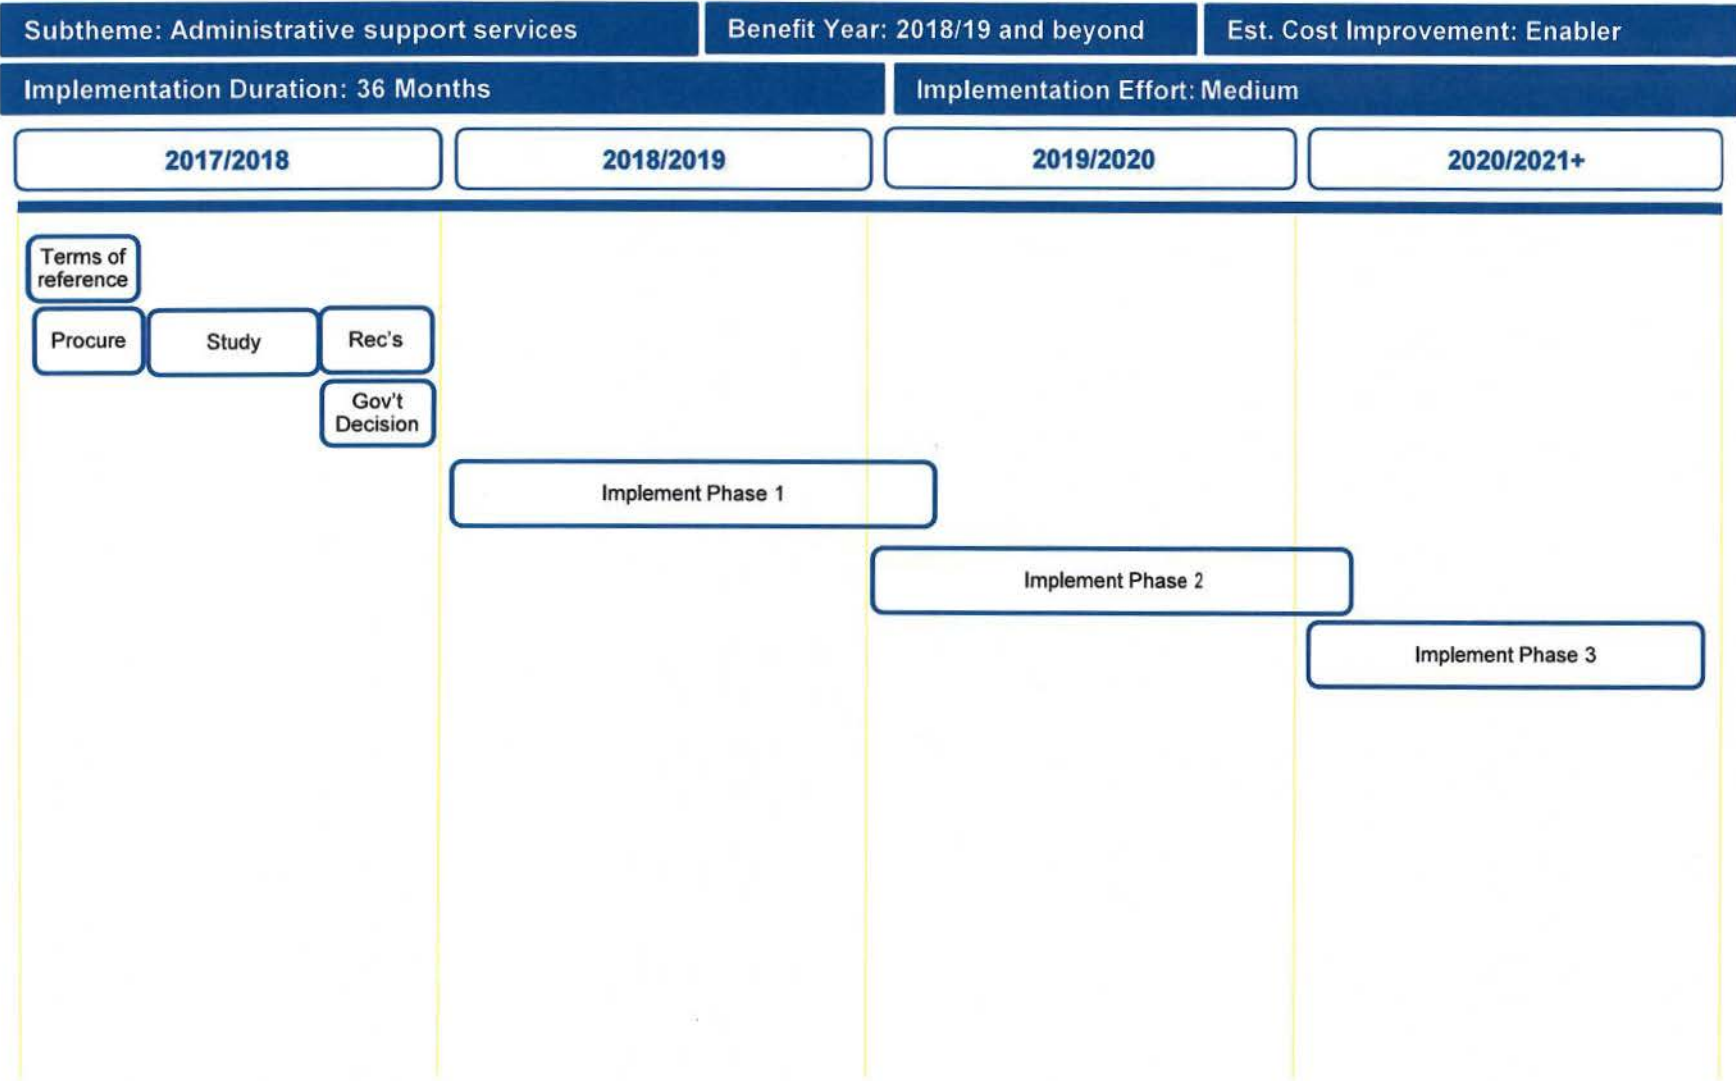 Subtheme: Administrative support services
Benefit Year: 2018/19 and beyond
Est. Cost Improvement: Enabler
Implementation Duration: 36 Months
Implementation Effort: Medium
2017/2018
2018/2019
2019/2020
2020/2021+
Terms of
reference
Procure
Study
Rec's
Gov't
Decision
Implement Phase 1
Implement Phase 2
Implement Phase 3